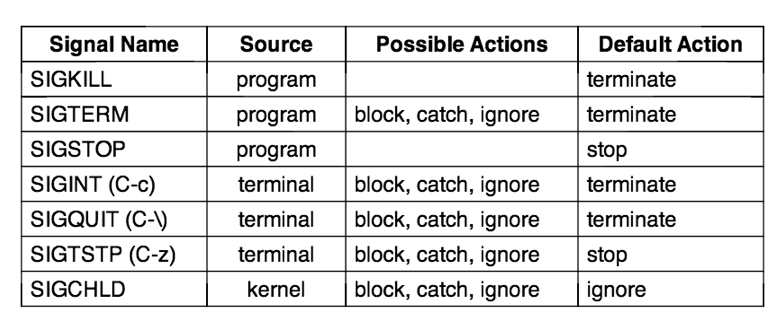 Signal Name Source Possible Actions Default Action
SIGKILL program terminate
SIGTERM program block, catch, ignore terminate
SIGSTOP program stop
SIGINT (C-c) terminal block, catch, ignore terminate
SIGQUIT (C-\) terminal block, catch, ignore terminate
SIGTSTP (C-z) terminal block, catch, ignore stop
SIGCHLD kernel block, catch, ignore ignore